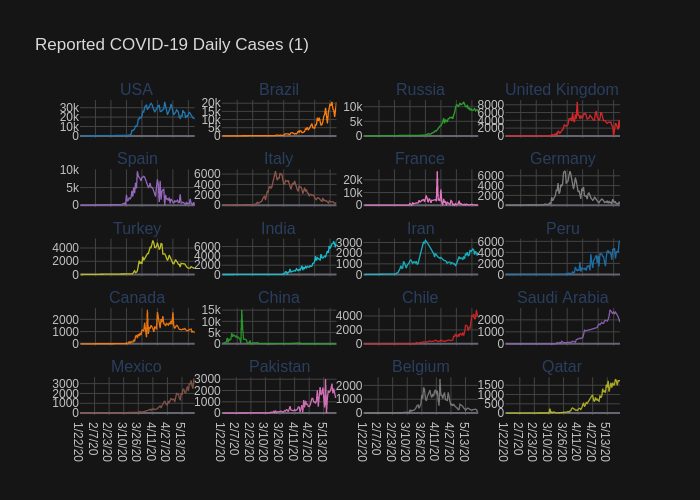 Reported COVID-19 Daily Cases (1)
USA Brazil Russia United Kingdom
30k 20k 10k 0
20k 15k 10k 5k 0
10k 5k 0
8000 6000 4000 2000 0
Spain Italy France Germany
10k 5k 0
6000 4000 2000 0
20k 10k 0
6000 4000 2000 0
Turkey India Iran Peru
4000 2000 0
6000 4000 2000 0
3000 2000 1000 0
6000 4000 2000 0
Canada China Chile Saudi Arabia
2000 1000 0
15k 10k 5k 0
4000 2000 0
2000 1000 0
Mexico Pakistan Belgium Qatar
3000 2000 1000 0
3000 2000 1000 0
2000 1000 0
1500 1000 500 0
1/22/20 2/7/20 2/23/20 3/10/20 3/26/20 4/11/20 4/27/20 5/13/20
1/22/20 2/7/20 2/23/20 3/10/20 3/26/20 4/11/20 4/27/20 5/13/20
1/22/20 2/7/20 2/23/20 3/10/20 3/26/20 4/11/20 4/27/20 5/13/20
1/22/20 2/7/20 2/23/20 3/10/20 3/26/20 4/11/20 4/27/20 5/13/20